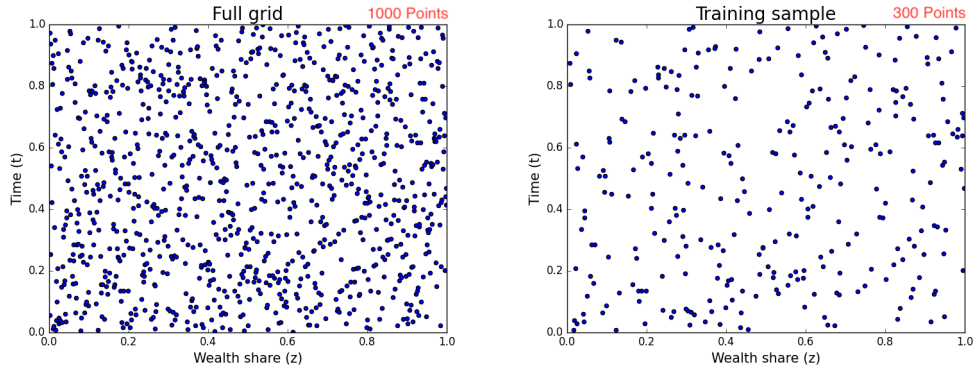 Full grid
1000 Points
1.0
0.8
0.6
0.4
0.2
0.0
Time (t)
0.0 0.2 0.4 0.6 0.8 1.0
Wealth share (z)
Training sample
300 Points
1.0
0.8
0.6
0.4
0.2
0.0
Time (t)
0.0 0.2 0.4 0.6 0.8 1.0
Wealth share (z)